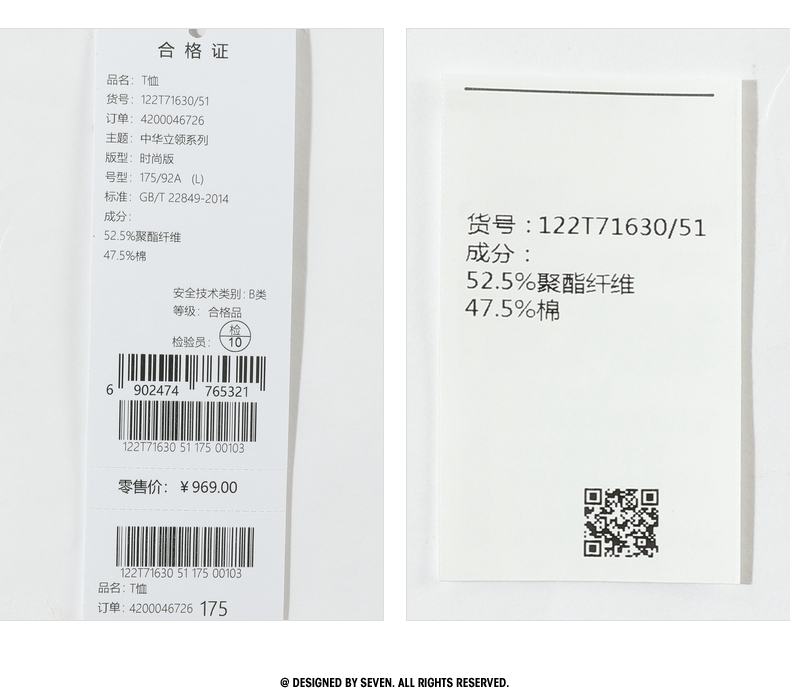 合格证
品名：T恤
货号：122T71630/51
订单：4200046726
主题：中华立领系列
版型：时尚版
号型：175/92A (L)
标准：GB/T 22849-2014
成分：
52.5%聚酯纤维
47.5%棉
安全技术类别：B类
等级：合格品
检验员：检 10
6 902474 765321
122T71630 51 175 00103
零售价：￥969.00
122T71630 51 175 00103
品名：T恤
订单：4200046726 175
货号：122T71630/51
成分：
52.5%聚酯纤维
47.5%棉
@ DESIGNED BY SEVEN. ALL RIGHTS RESERVED.